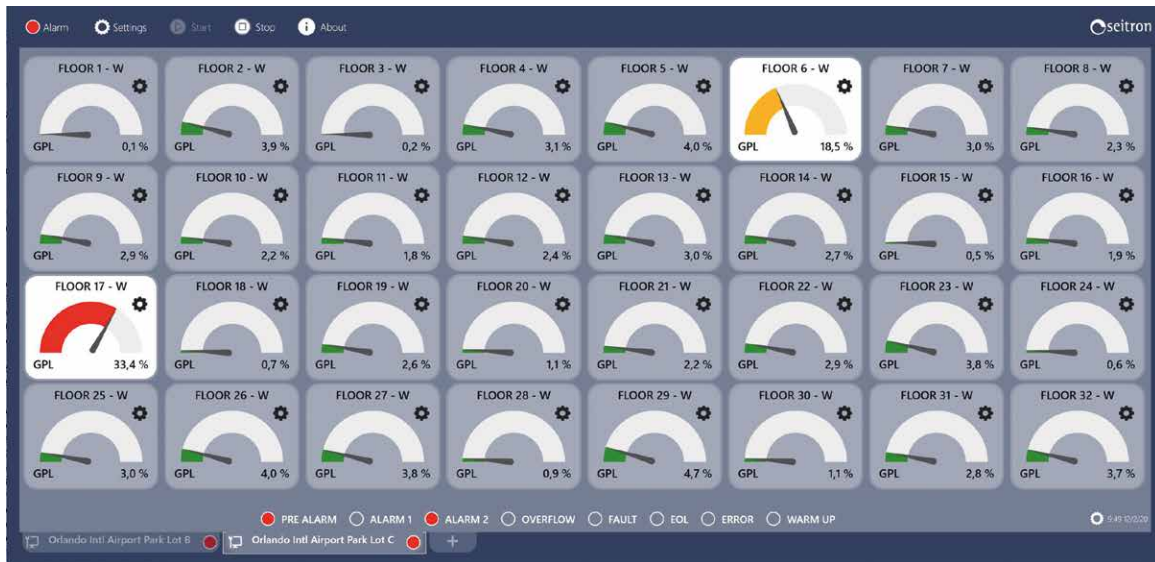 Alarm Settings Start Stop About seitron
FLOOR 1 - W FLOOR 2 - W FLOOR 3 - W FLOOR 4 - W FLOOR 5 - W FLOOR 6 - W FLOOR 7 - W FLOOR 8 - W
GPL 0,1 % GPL 3,9 % GPL 0,2 % GPL 3,1 % GPL 4,0 % GPL 18,5 % GPL 3,0 % GPL 2,3 %
FLOOR 9 - W FLOOR 10 - W FLOOR 11 - W FLOOR 12 - W FLOOR 13 - W FLOOR 14 - W FLOOR 15 - W FLOOR 16 - W
GPL 2,9 % GPL 2,2 % GPL 1,8 % GPL 2,4 % GPL 3,0 % GPL 2,7 % GPL 0,5 % GPL 1,9 %
FLOOR 17 - W FLOOR 18 - W FLOOR 19 - W FLOOR 20 - W FLOOR 21 - W FLOOR 22 - W FLOOR 23 - W FLOOR 24 - W
GPL 33,4 % GPL 0,7 % GPL 2,6 % GPL 1,1 % GPL 2,2 % GPL 2,9 % GPL 3,8 % GPL 0,6 %
FLOOR 25 - W FLOOR 26 - W FLOOR 27 - W FLOOR 28 - W FLOOR 29 - W FLOOR 30 - W FLOOR 31 - W FLOOR 32 - W
GPL 3,0 % GPL 4,0 % GPL 3,8 % GPL 0,9 % GPL 4,7 % GPL 1,1 % GPL 2,8 % GPL 3,7 %
PRE ALARM ALARM 1 ALARM 2 OVERFLOW FAULT EOL ERROR WARM UP
Orlando Intl Airport Park Lot B Orlando Intl Airport Park Lot C +